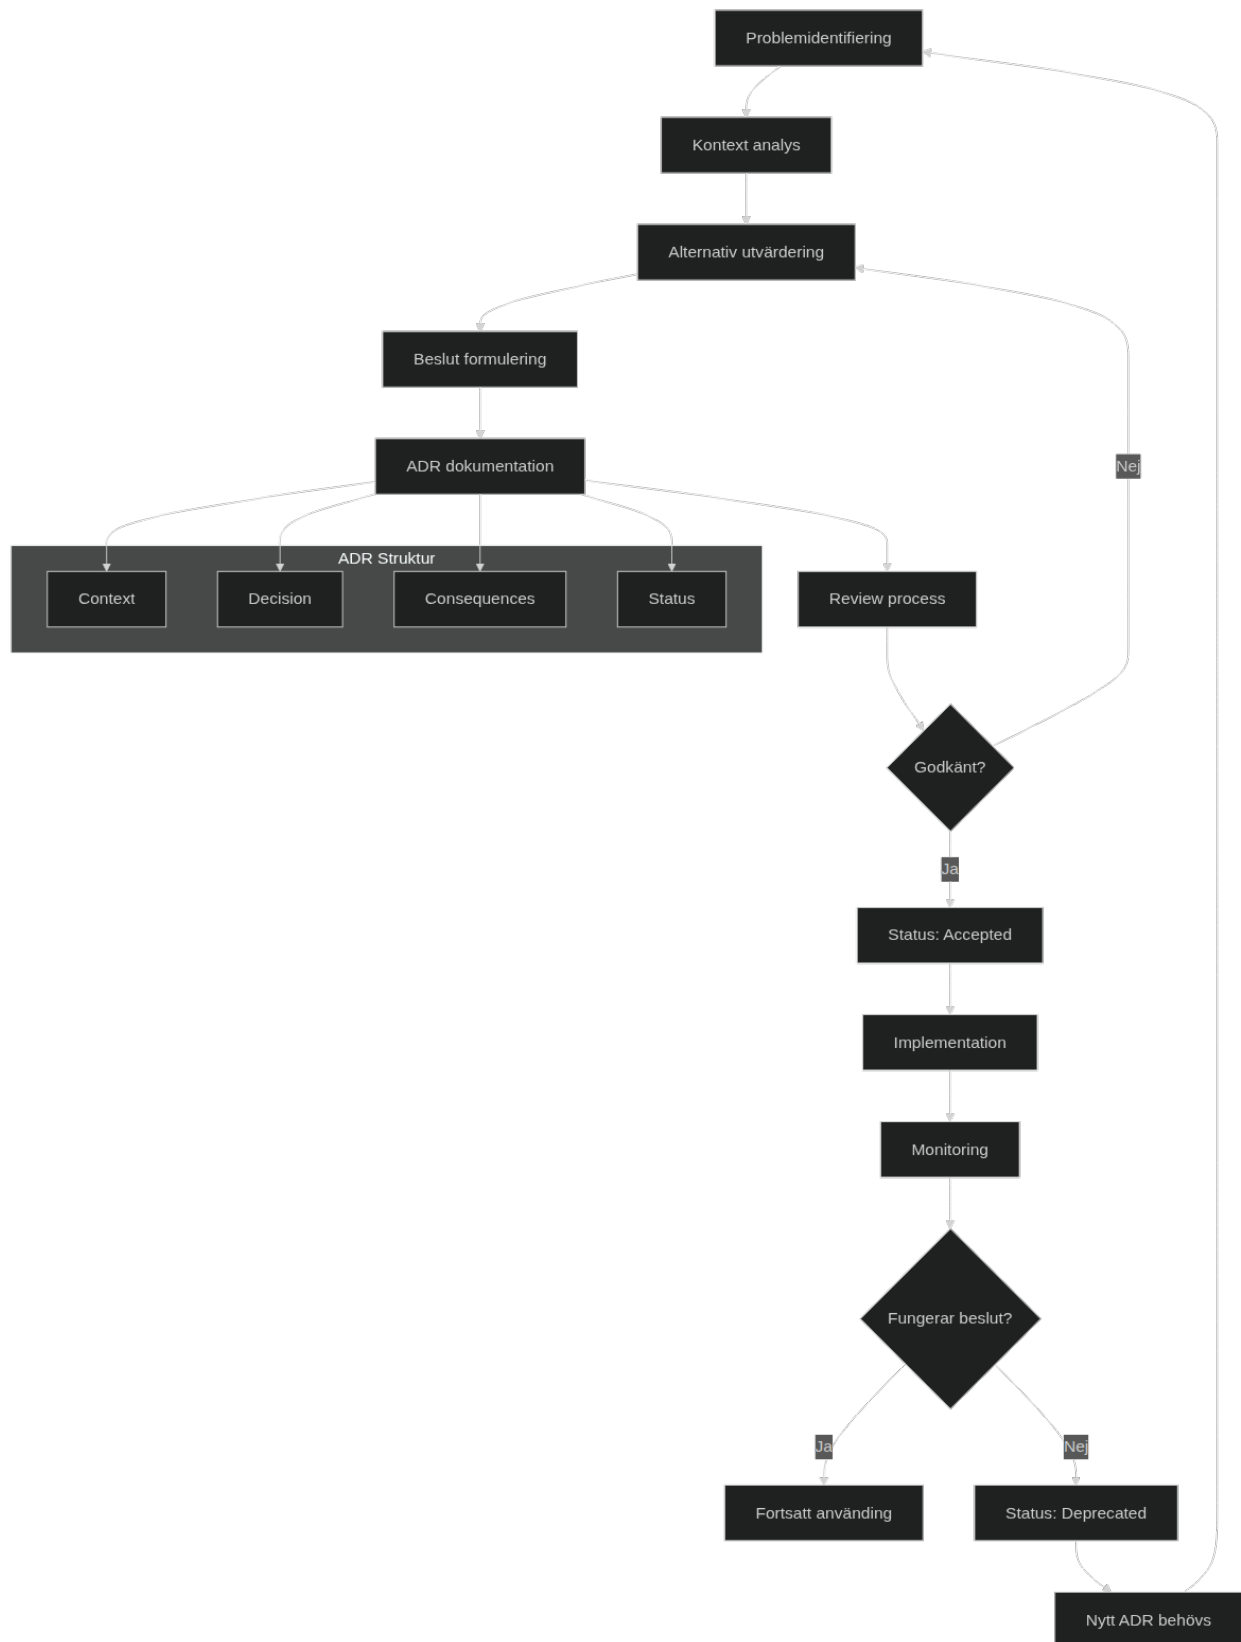 Problemidentifiering
Kontext analys
Alternativ utvärdering
Beslut formulering
ADR dokumentation
Nej
ADR Struktur
Context
Decision
Consequences
Status
Review process
Godkänt?
Ja
Status: Accepted
Implementation
Monitoring
Fungerar beslut?
Ja
Nej
Fortsatt använding
Status: Deprecated
Nytt ADR behövs